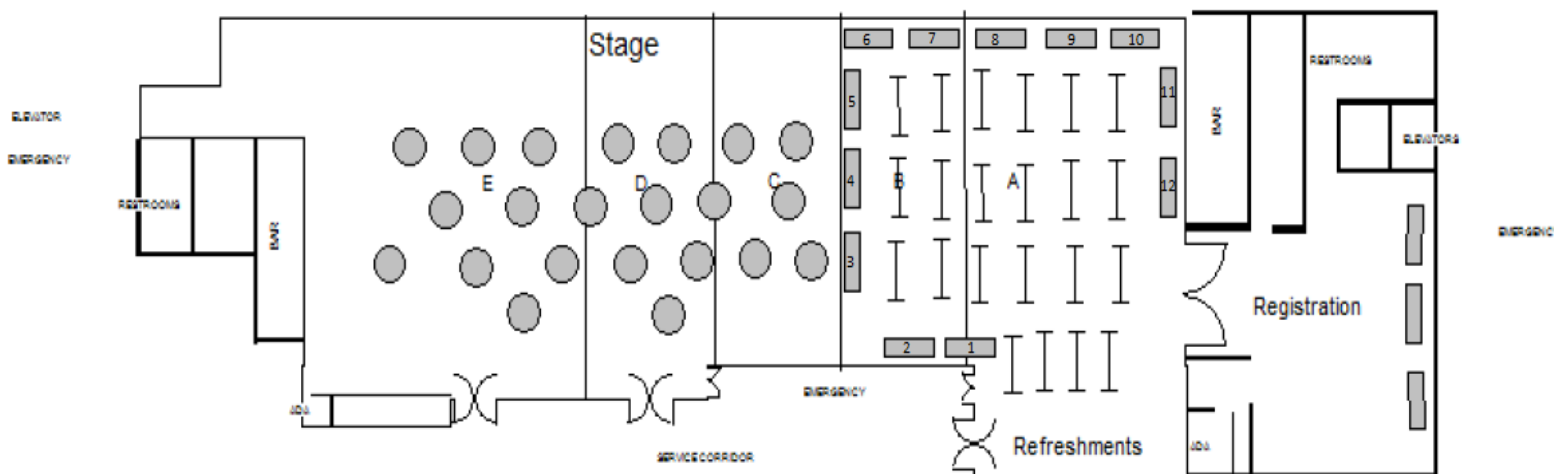 Stage
6
7
8
9
10
RESTROOMS
ELEVATOR
5
11
BAR
ELEVATORS
EMERGENCY
E
D
C
4
B
A
12
RESTROOMS
BAR
EMERGENC
3
Registration
2
1
EMERGENCY
ADA
Refreshments
ADA
SERVICE CORRIDOR